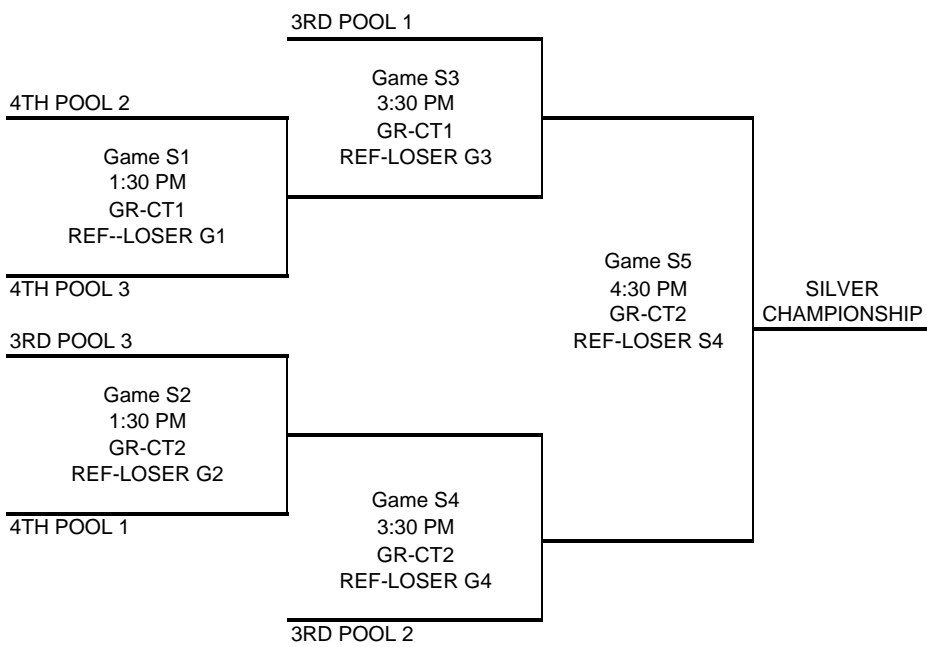 3RD POOL 1
Game S3
3:30 PM
GR-CT1
REF-LOSER G3
4TH POOL 2
Game S1
1:30 PM
GR-CT1
REF--LOSER G1
4TH POOL 3
Game S5
4:30 PM
GR-CT2
REF-LOSER S4
SILVER
CHAMPIONSHIP
3RD POOL 3
Game S2
1:30 PM
GR-CT2
REF-LOSER G2
4TH POOL 1
Game S4
3:30 PM
GR-CT2
REF-LOSER G4
3RD POOL 2